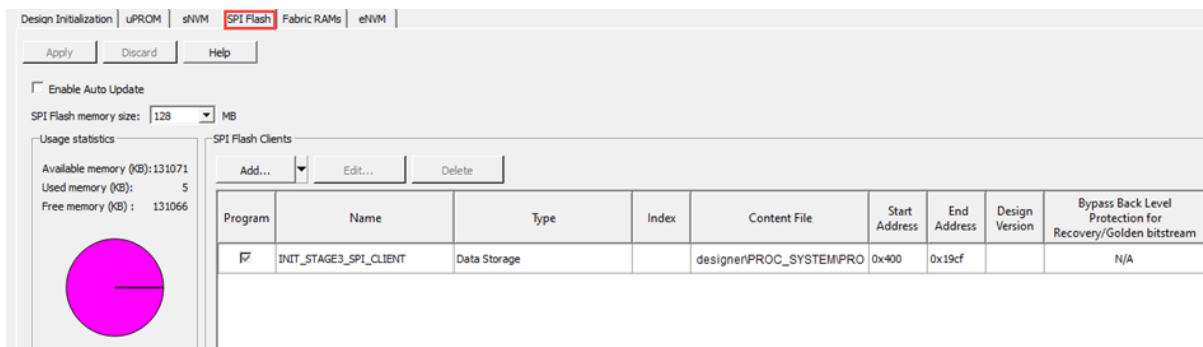 Design Initialization uPROM sNVM SPI Flash Fabric RAMs eNVM
Apply Discard Help
Enable Auto Update
SPI Flash memory size: 128 MB
Usage statistics
Available memory (KB): 131071
Used memory (KB): 5
Free memory (KB) : 131066
SPI Flash Clients
Add... Edit... Delete
Program Name Type Index Content File Start Address End Address Design Version Bypass Back Level Protection for Recovery/Golden bitstream
INIT_STAGE3_SPI_CLIENT Data Storage designer\PROC_SYSTEM\PRO 0x400 0x19cf N/A